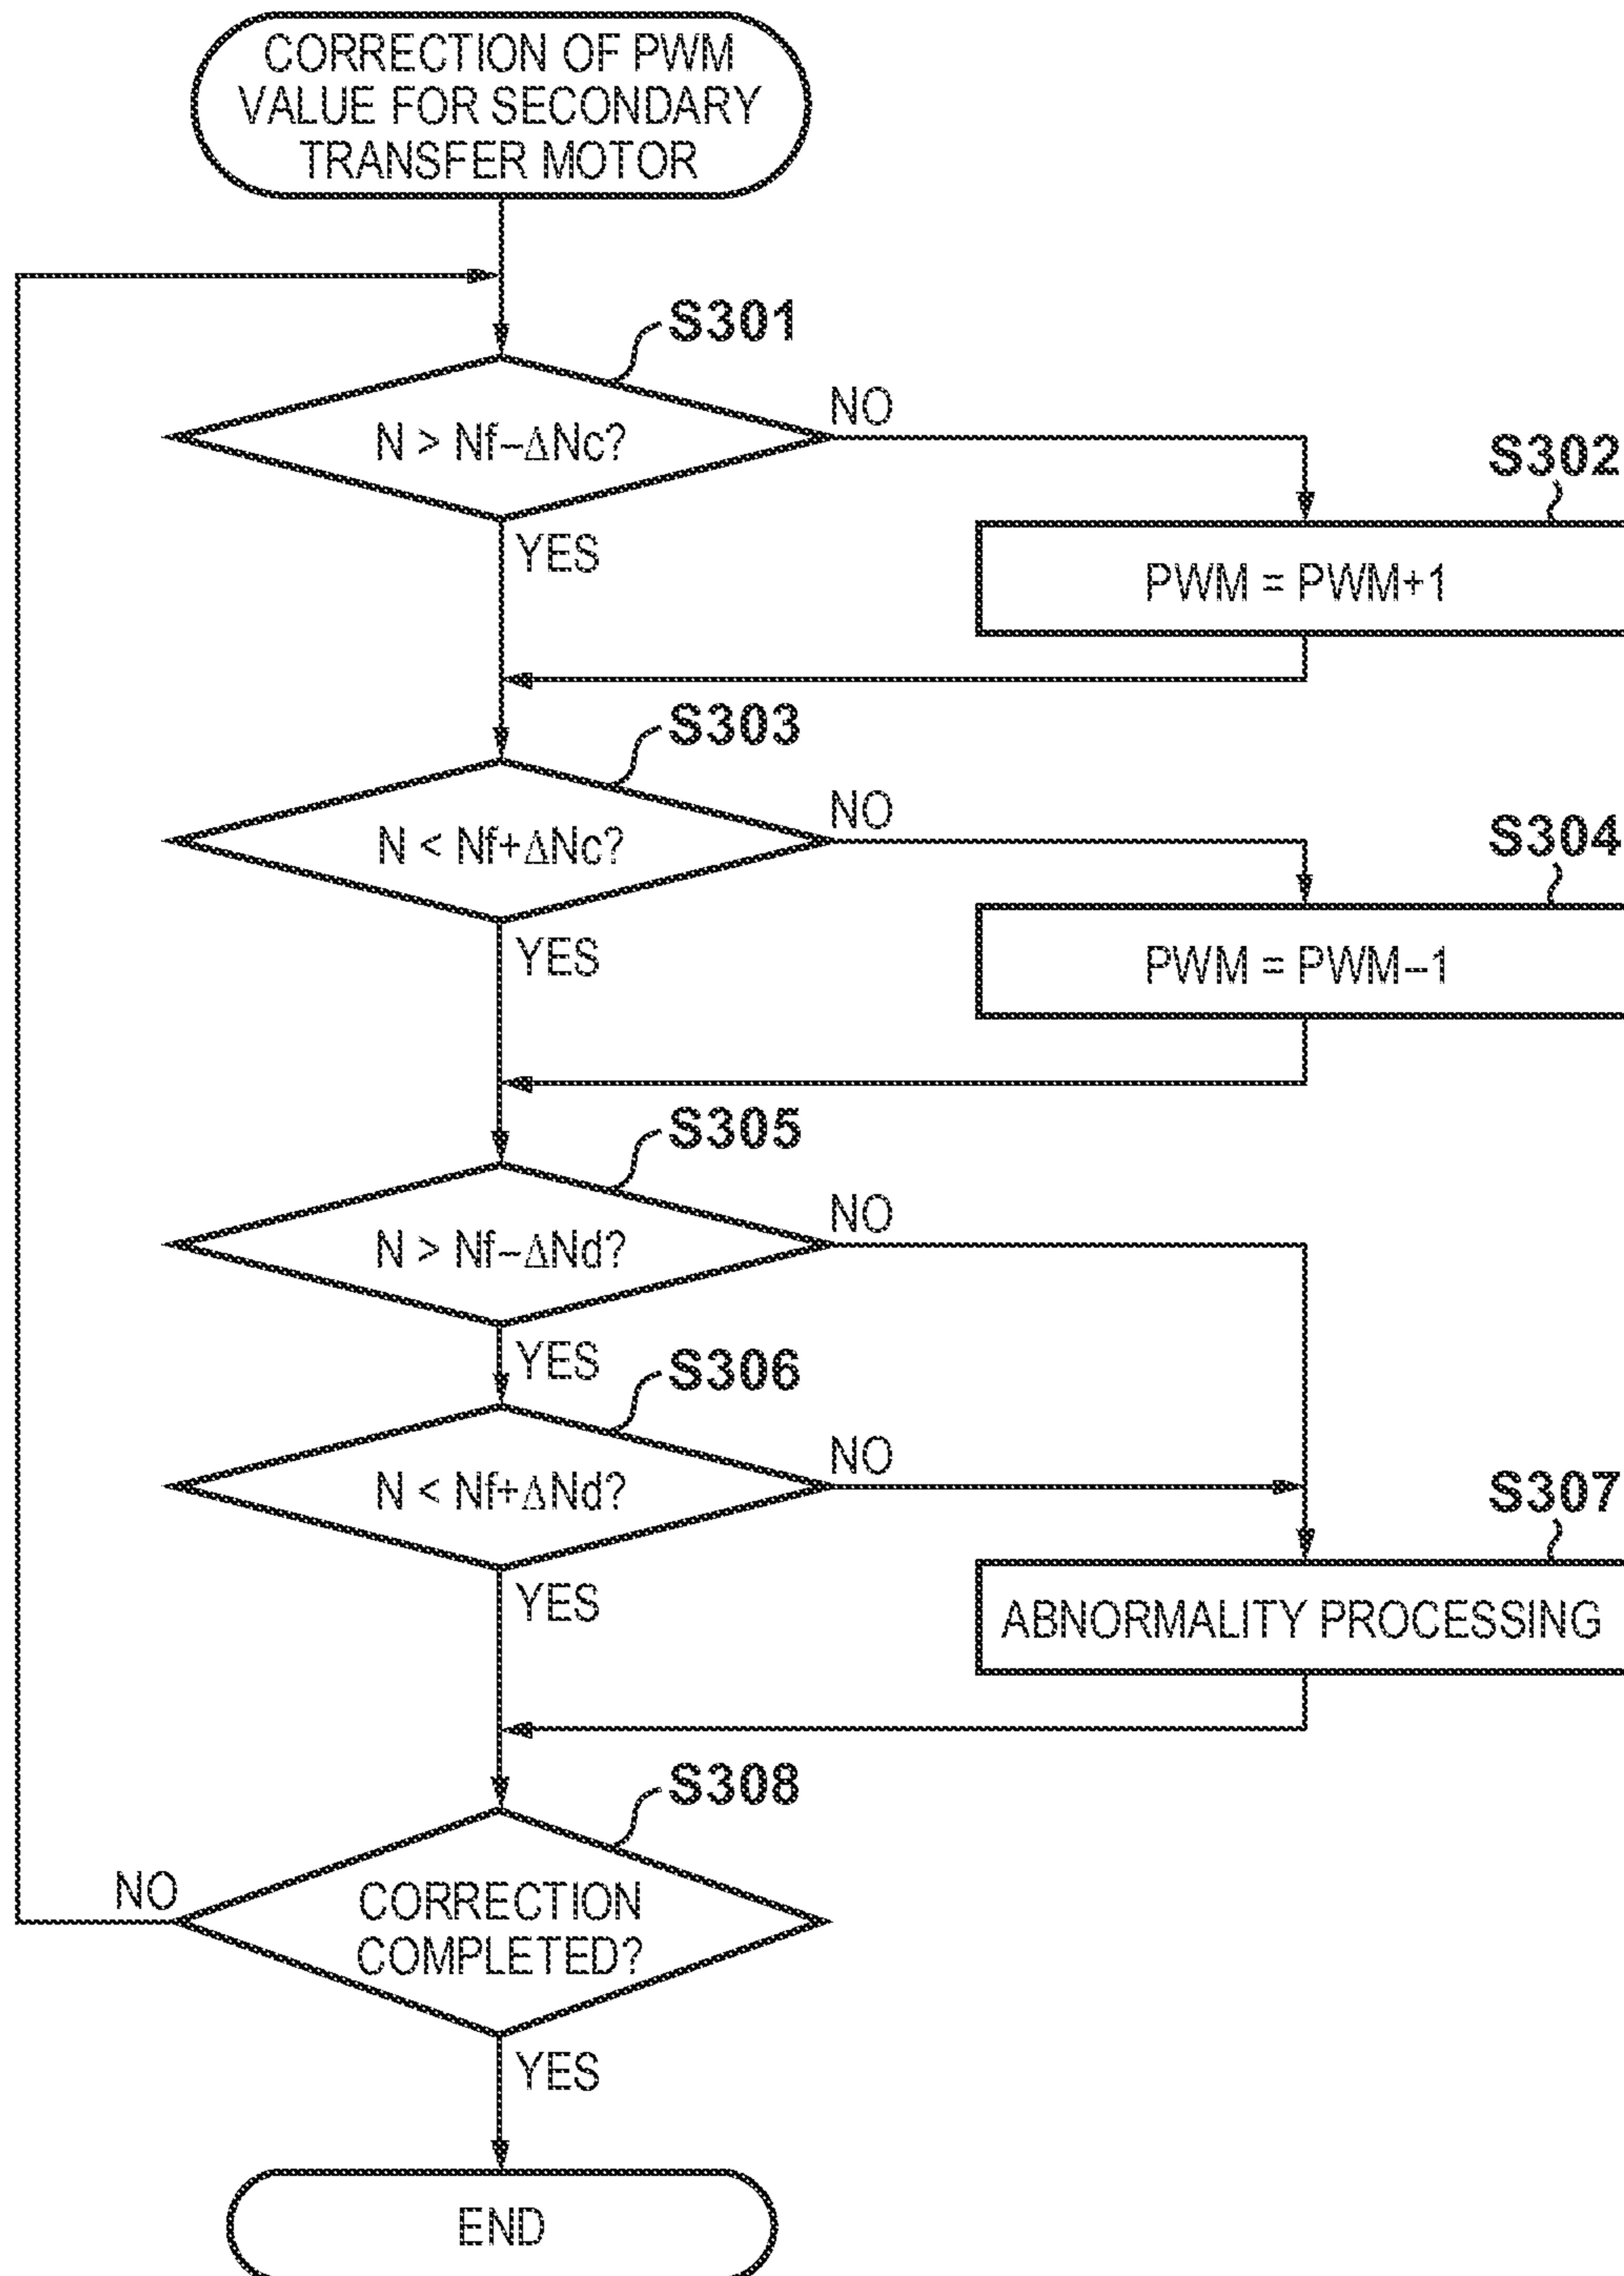 CORRECTION OF PWM
VALUE FOR SECONDARY
TRANSFER MOTOR
S301
N > Nf−ΔNc?
NO
YES
S302
PWM = PWM+1
S303
N < Nf+ΔNc?
NO
YES
S304
PWM = PWM−1
S305
N > Nf−ΔNd?
NO
YES
S306
N < Nf+ΔNd?
NO
YES
S307
ABNORMALITY PROCESSING
S308
CORRECTION
COMPLETED?
NO
YES
END